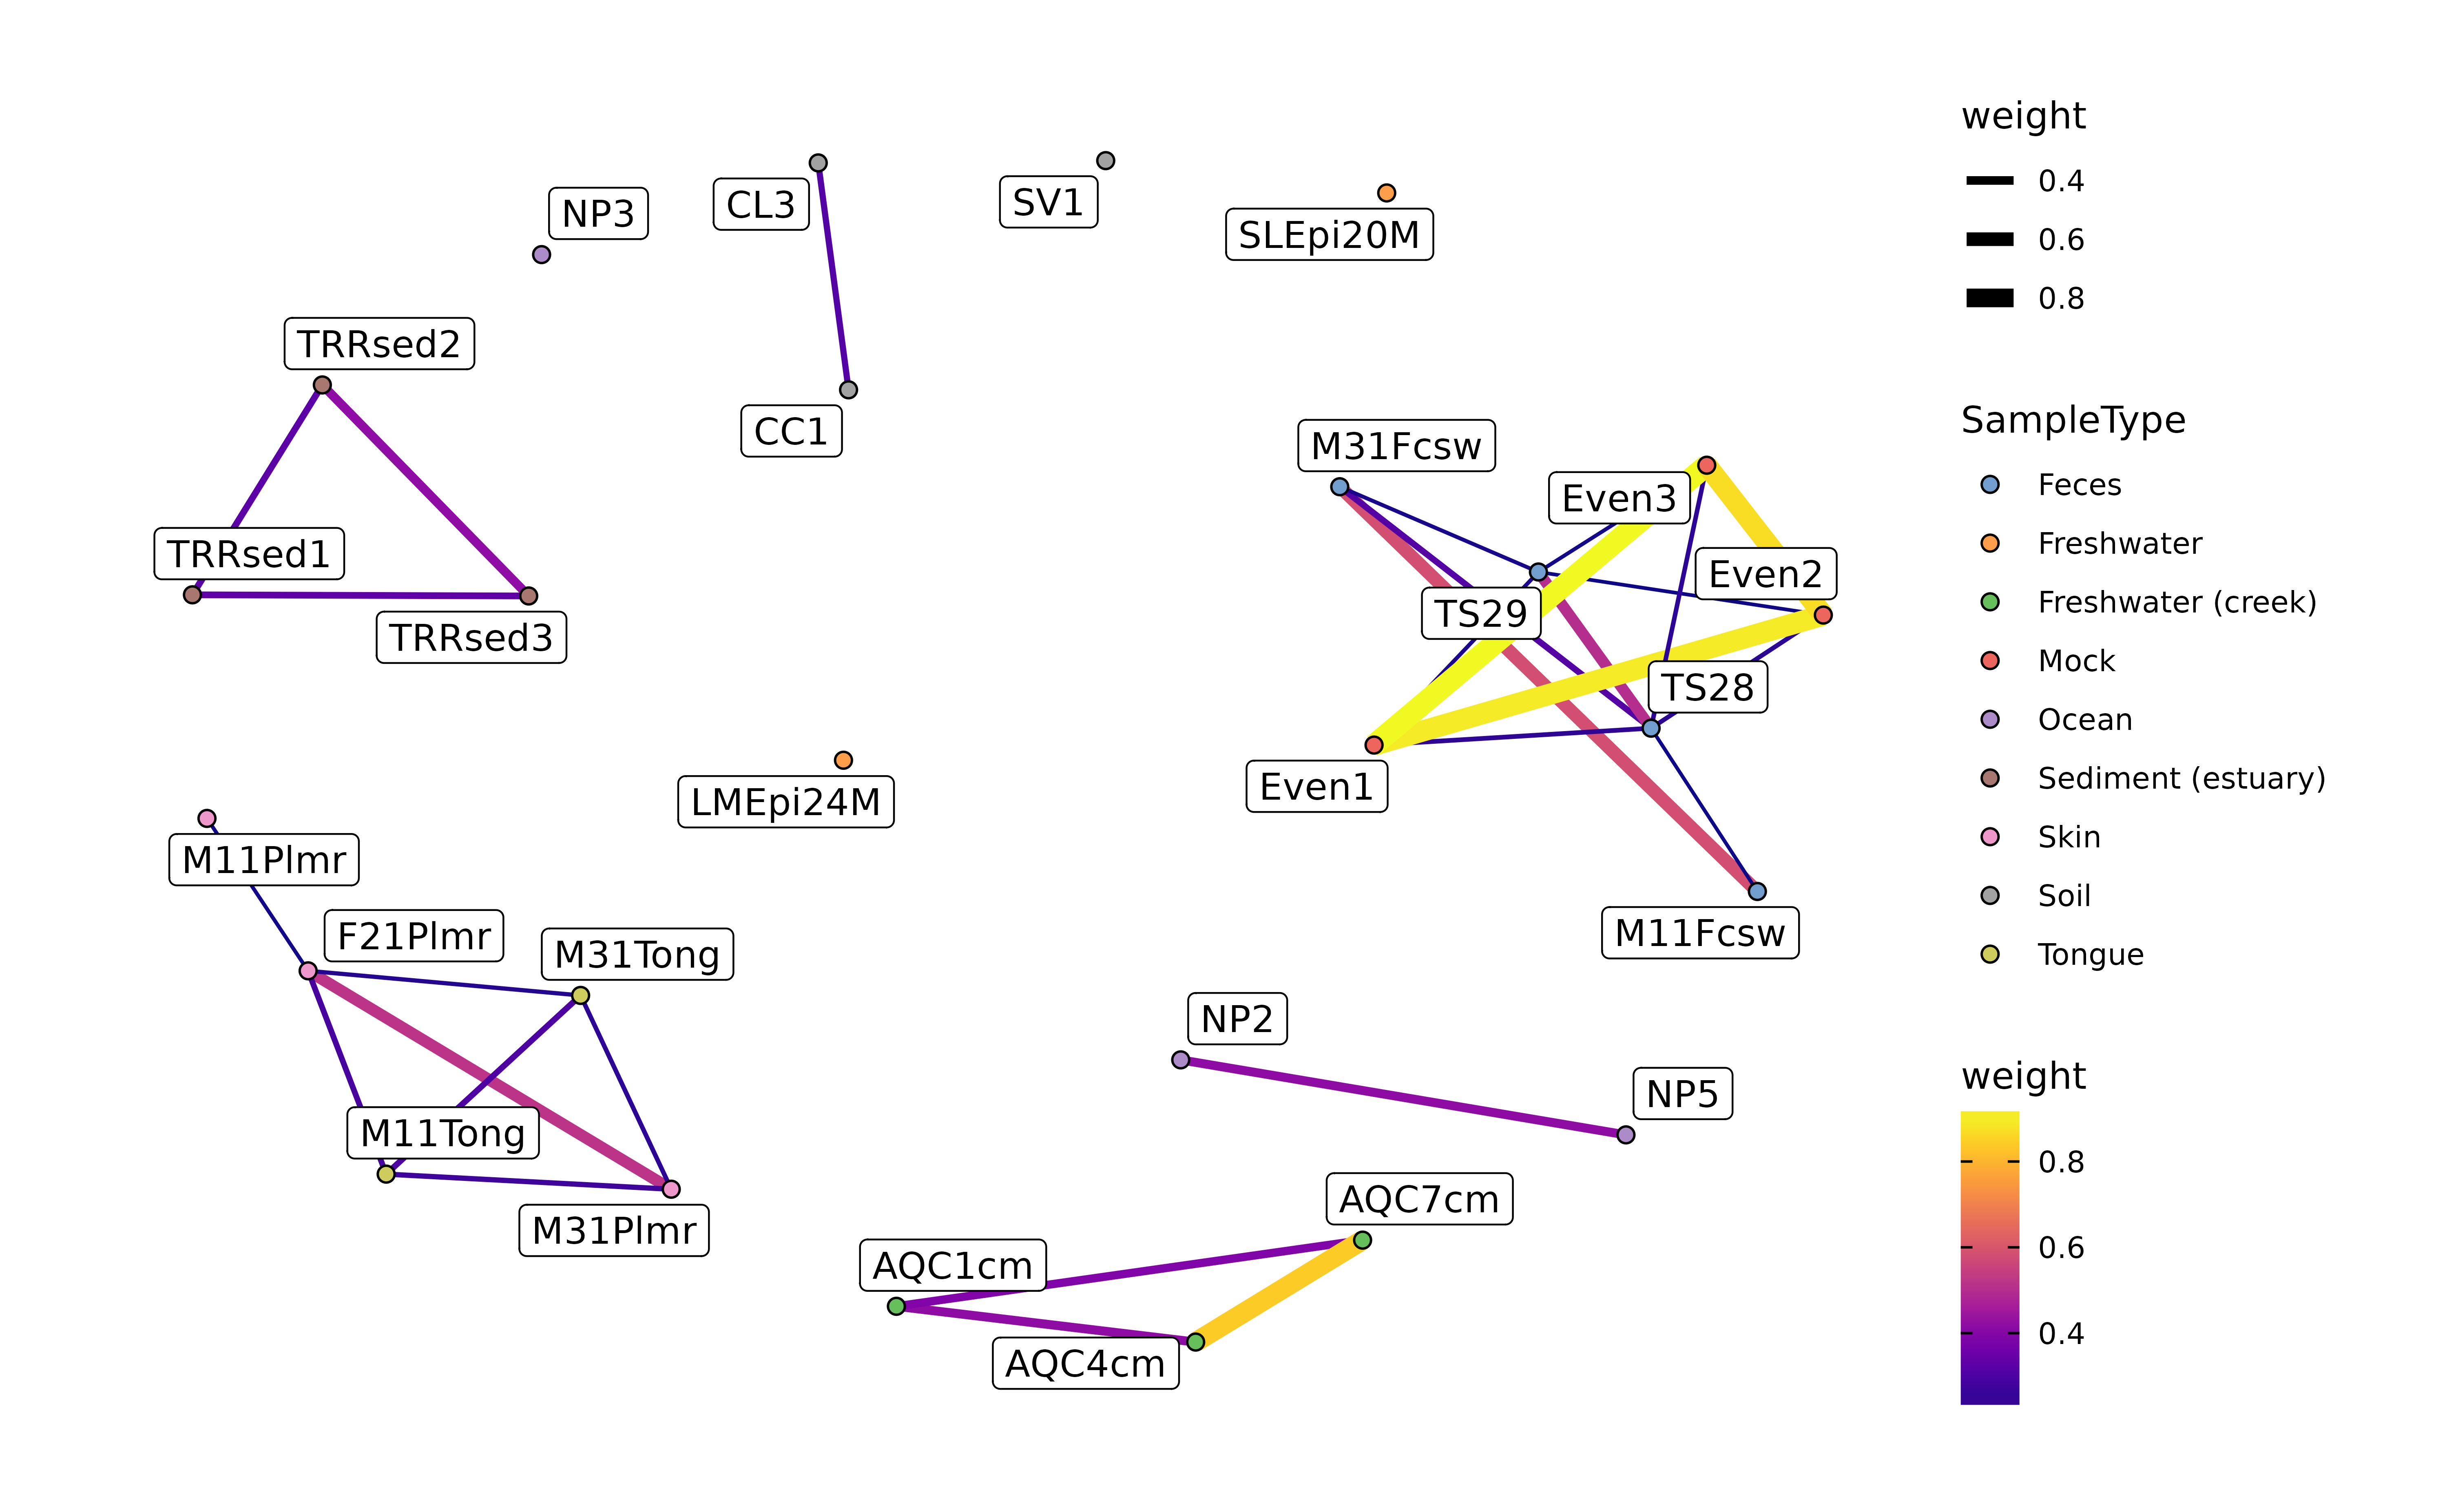 NP3
CL3
SV1
SLEpi20M
TRRsed2
CC1
M31Fcsw
Even3
TRRsed1
Even2
TS29
TRRsed3
TS28
Even1
LMEpi24M
M11Plmr
F21Plmr
M31Tong
M11Fcsw
NP2
NP5
M11Tong
AQC7cm
M31Plmr
AQC1cm
AQC4cm
weight
0.4
0.6
0.8
SampleType
Feces
Freshwater
Freshwater (creek)
Mock
Ocean
Sediment (estuary)
Skin
Soil
Tongue
weight
0.8
0.6
0.4